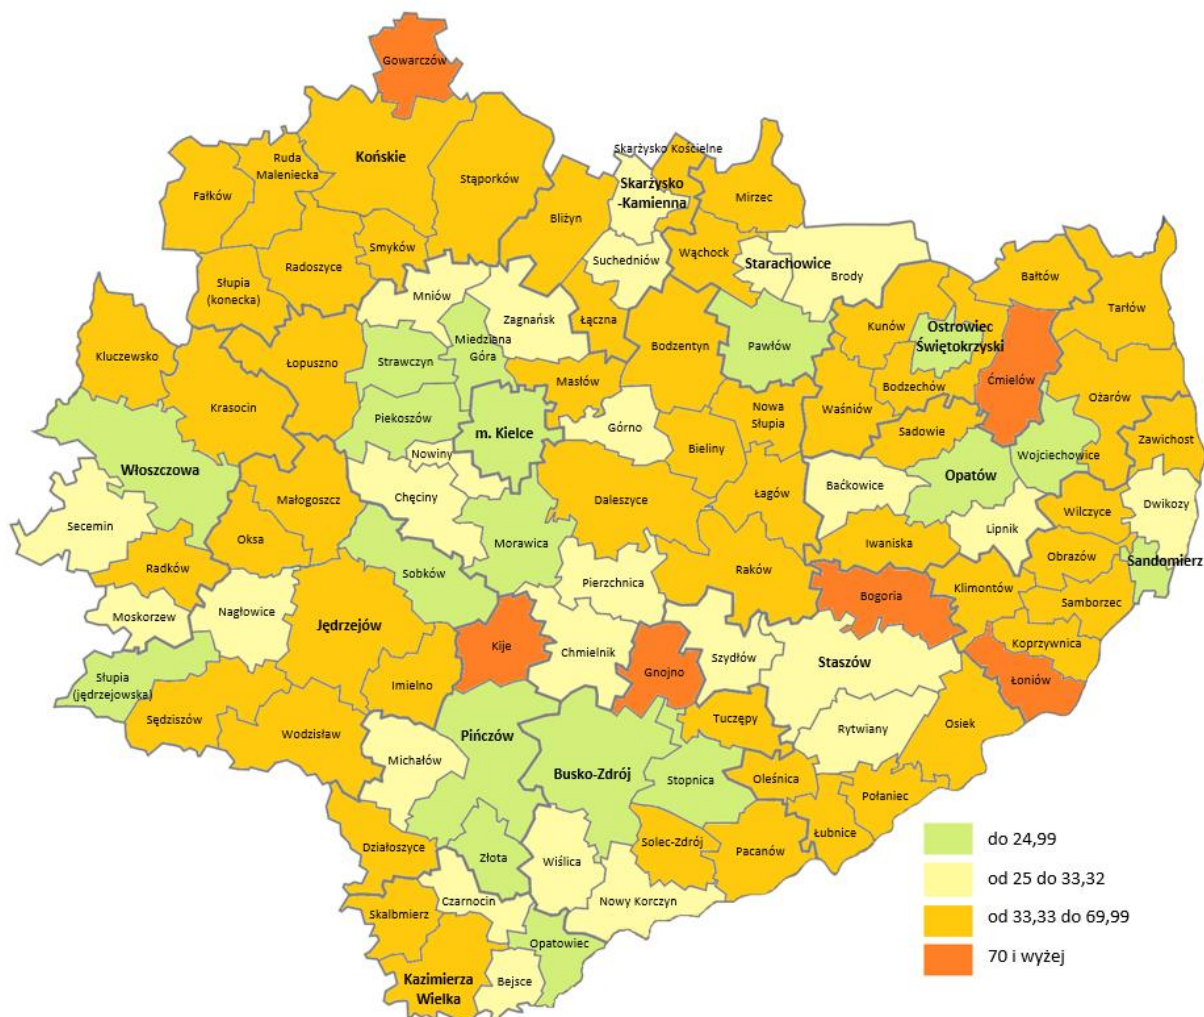 Gowarczów
Skarżysko Kościelne
Ruda
Maleniecka
Końskie
Stąporków
Fałków
Skarżysko
-Kamienna
Mirzec
Bliżyn
Smyków
Radoszyce
Suchedniów
Wąchock
Starachowice
Brody
Słupia
(konecka)
Bałtów
Tarłów
Mniów
Zagnańsk
Łączna
Kunów
Ostrowiec
Świętokrzyski
Miedziana
Góra
Bodzentyn
Pawłów
Kluczewsko
Łopuszno
Strawczyn
Masłów
Bodzechów
Ćmielów
Ożarów
Krasocin
Piekoszów
m. Kielce
Górno
Nowa
Słupia
Waśniów
Sadowie
Zawichost
Nowiny
Bieliny
Wojciechowice
Włoszczowa
Chęciny
Opatów
Małogoszcz
Daleszyce
Łagów
Baćkowice
Dwikozy
Secemin
Oksa
Morawica
Lipnik
Wilczyce
Iwaniska
Obrazów
Sandomierz
Radków
Sobków
Pierzchnica
Raków
Bogoria
Klimontów
Samborzec
Moskorzew
Nagłowice
Jędrzejów
Kije
Chmielnik
Gnojno
Szydłów
Staszów
Koprzywnica
Słupia
(jędrzejowska)
Imielno
Łoniów
Sędziszów
Wodzisław
Pińczów
Tuczępy
Rytwiany
Osiek
Michałów
Busko-Zdrój
Stopnica
Oleśnica
Połaniec
Łubnice
Działoszyce
Złota
Wiślica
Solec-Zdrój
Pacanów
Czarnocin
Nowy Korczyn
Skalbmierz
Opatowiec
Kazimierza
Wielka
Bejsce
do 24,99
od 25 do 33,32
od 33,33 do 69,99
70 i wyżej